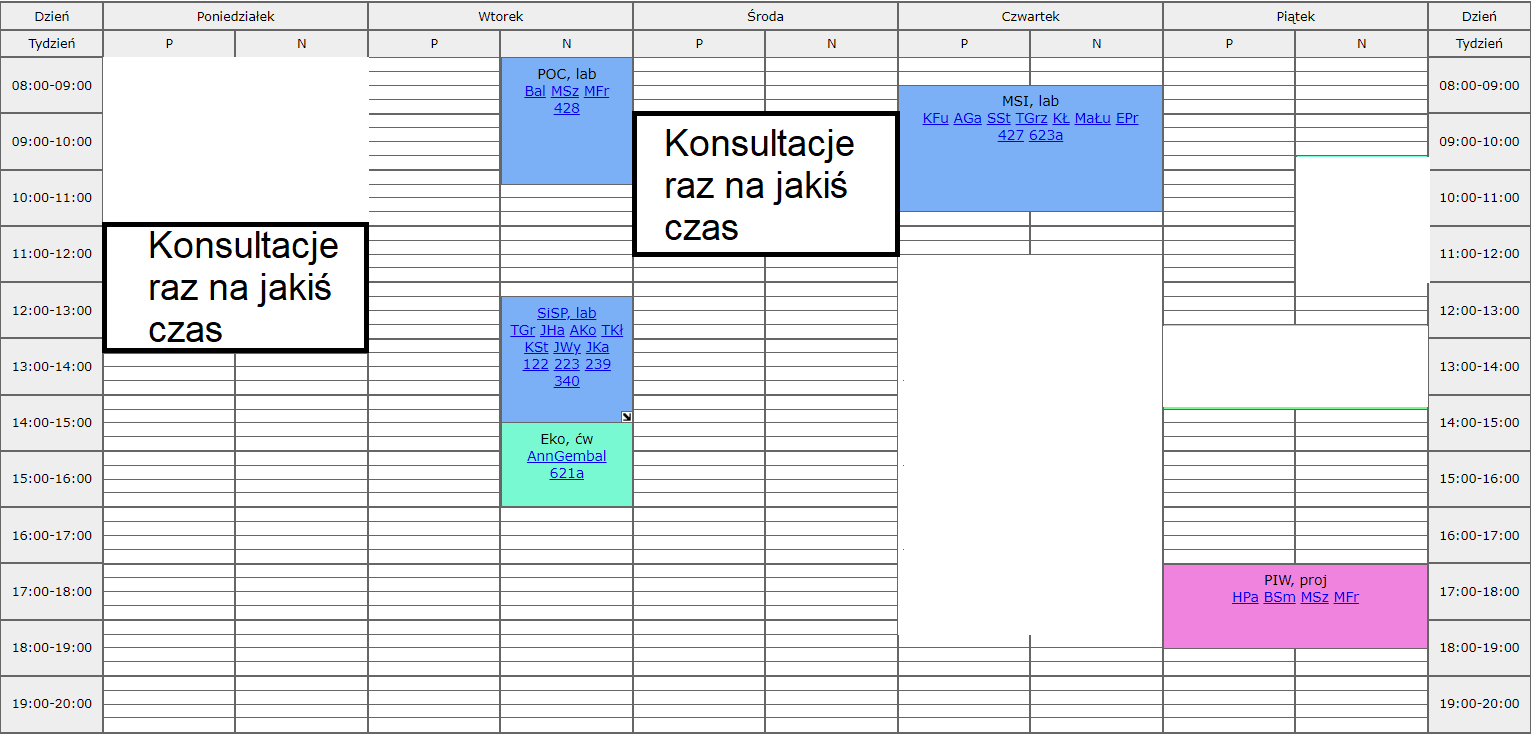 Dzień Poniedziałek Wtorek Środa Czwartek Piątek Dzień
Tydzień P N P N P N P N P N Tydzień
08:00-09:00 08:00-09:00
POC, lab
Bal MSz MFr
428
MSI, lab
KFu AGa SSt TGrz KŁ MaŁu EPr
427 623a
09:00-10:00 09:00-10:00
Konsultacje
raz na jakiś
czas
10:00-11:00 10:00-11:00
11:00-12:00 11:00-12:00
Konsultacje
raz na jakiś
czas
12:00-13:00 12:00-13:00
SiSP, lab
TGr JHa AKo TKł
KSt JWy JKa
122 223 239
340
13:00-14:00 13:00-14:00
14:00-15:00 14:00-15:00
Eko, ćw
AnnGembal
621a
15:00-16:00 15:00-16:00
16:00-17:00 16:00-17:00
17:00-18:00 17:00-18:00
PIW, proj
HPa BSm MSz MFr
18:00-19:00 18:00-19:00
19:00-20:00 19:00-20:00